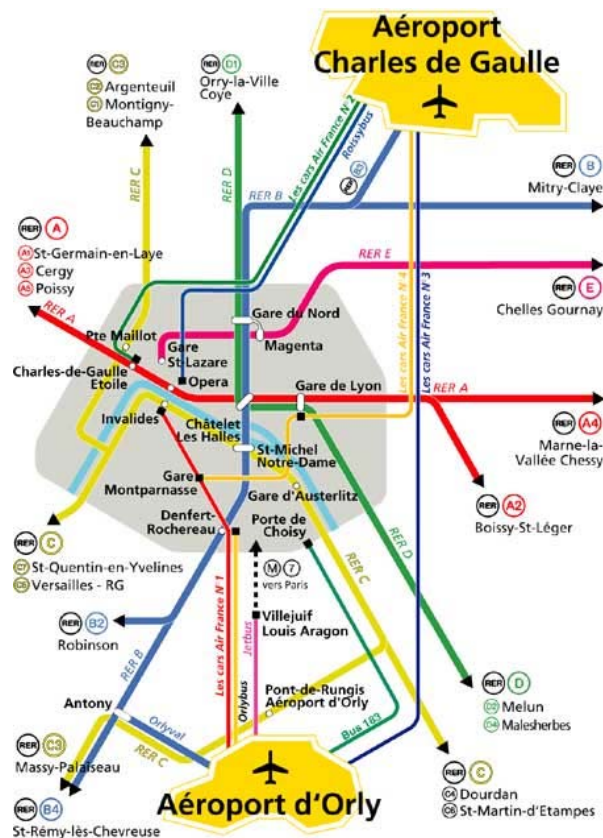 Aéroport
Charles de Gaulle
RER C3
C3 Argenteuil
C1 Montigny-
Beauchamp
RER D1
Orry-la-Ville
Coye
Les cars Air France N°2
Roissybus
RER B3
RER B
Mitry-Claye
RER C
RER D
RER B
RER A
A1 St-Germain-en-Laye
A3 Cergy
A5 Poissy
RER A
RER E
RER E
Chelles Gournay
Les cars Air France N°4
Les cars Air France N°3
Pte Maillot
Gare
St-Lazare
Gare du Nord
Magenta
Charles-de-Gaulle
Etoile
Opera
Gare de Lyon
RER A
RER A4
Marne-la-
Vallée Chessy
Invalides
Châtelet
Les Halles
St-Michel
Notre-Dame
Gare
Montparnasse
Gare d'Austerlitz
RER A2
Boissy-St-Léger
Denfert-
Rochereau
Porte de
Choisy
RER C
St-Quentin-en-Yvelines
Versailles - RG
M 7
vers Paris
RER C
RER D
RER B2
Robinson
Villejuif
Louis Aragon
RER B
Les cars Air France N°1
Orlybus
Jetbus
Pont-de-Rungis
Aéroport d'Orly
Bus 183
RER D
D2 Melun
D4 Malesherbes
Antony
Orlyval
RER C
RER C3
Massy-Palaiseau
RER B4
St-Rémy-lès-Chevreuse
Aéroport d'Orly
RER C
C4 Dourdan
C6 St-Martin-d'Etampes